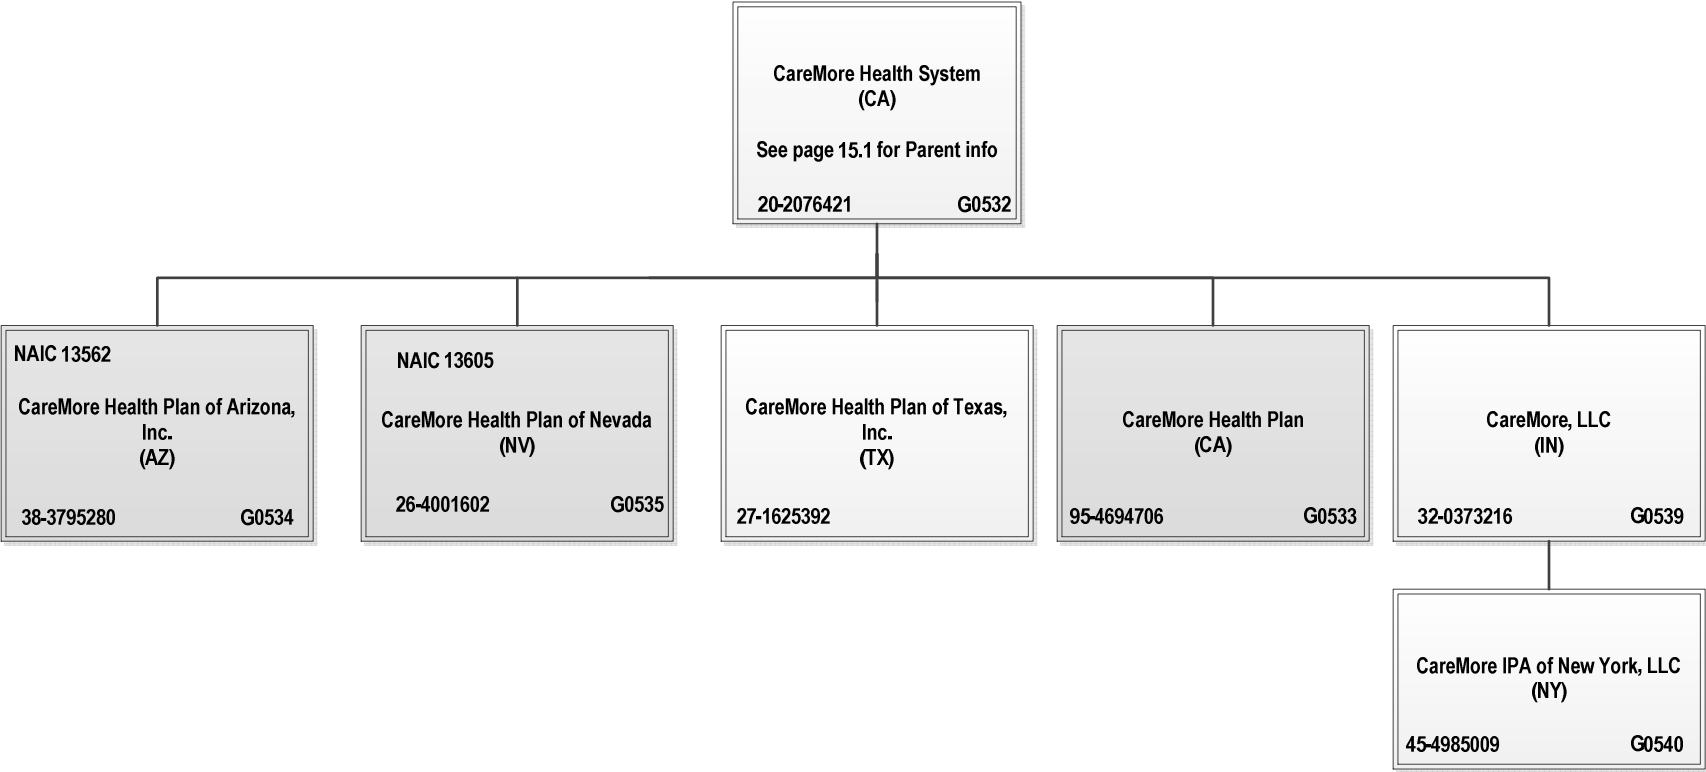 CareMore Health System
(CA)
See page 15.1 for Parent info
20-2076421 G0532
NAIC 13562
CareMore Health Plan of Arizona,
Inc.
(AZ)
38-3795280 G0534
NAIC 13605
CareMore Health Plan of Nevada
(NV)
26-4001602 G0535
CareMore Health Plan of Texas,
Inc.
(TX)
27-1625392
CareMore Health Plan
(CA)
95-4694706 G0533
CareMore, LLC
(IN)
32-0373216 G0539
CareMore IPA of New York, LLC
(NY)
45-4985009 G0540